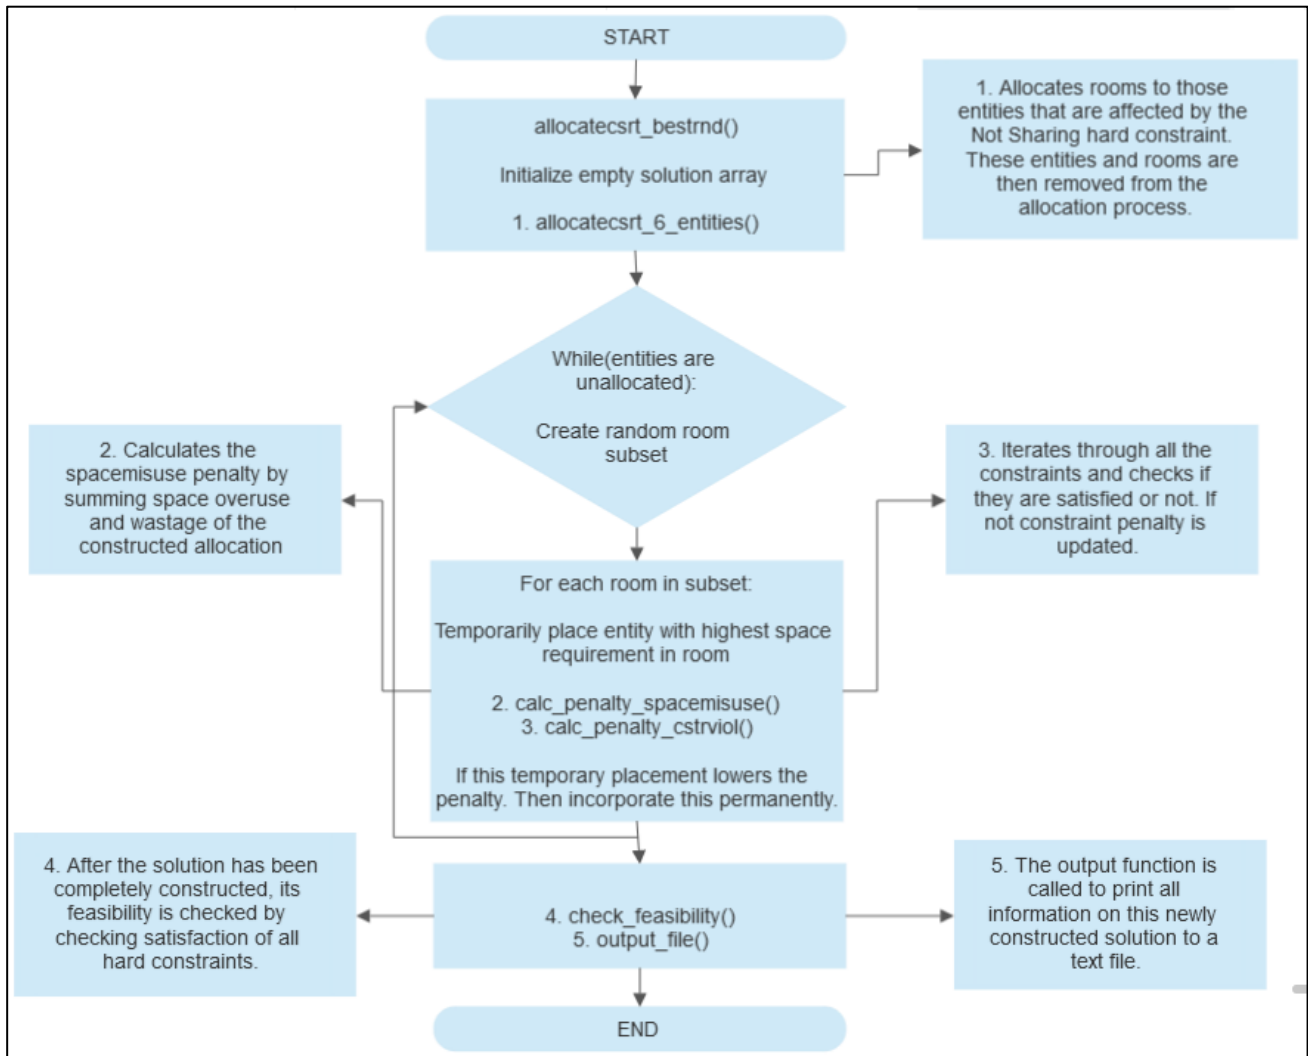 START
allocatecsrt_bestrnd()
Initialize empty solution array
1. allocatecsrt_6_entities()
1. Allocates rooms to those
entities that are affected by the
Not Sharing hard constraint.
These entities and rooms are
then removed from the
allocation process.
While(entities are
unallocated):
Create random room
subset
2. Calculates the
spacemisuse penalty by
summing space overuse
and wastage of the
constructed allocation
3. Iterates through all the
constraints and checks if
they are satisfied or not. If
not constraint penalty is
updated.
For each room in subset:
Temporarily place entity with highest space
requirement in room
2. calc_penalty_spacemisuse()
3. calc_penalty_cstrviol()
If this temporary placement lowers the
penalty. Then incorporate this permanently.
4. After the solution has been
completely constructed, its
feasibility is checked by
checking satisfaction of all
hard constraints.
4. check_feasibility()
5. output_file()
5. The output function is
called to print all
information on this newly
constructed solution to a
text file.
END